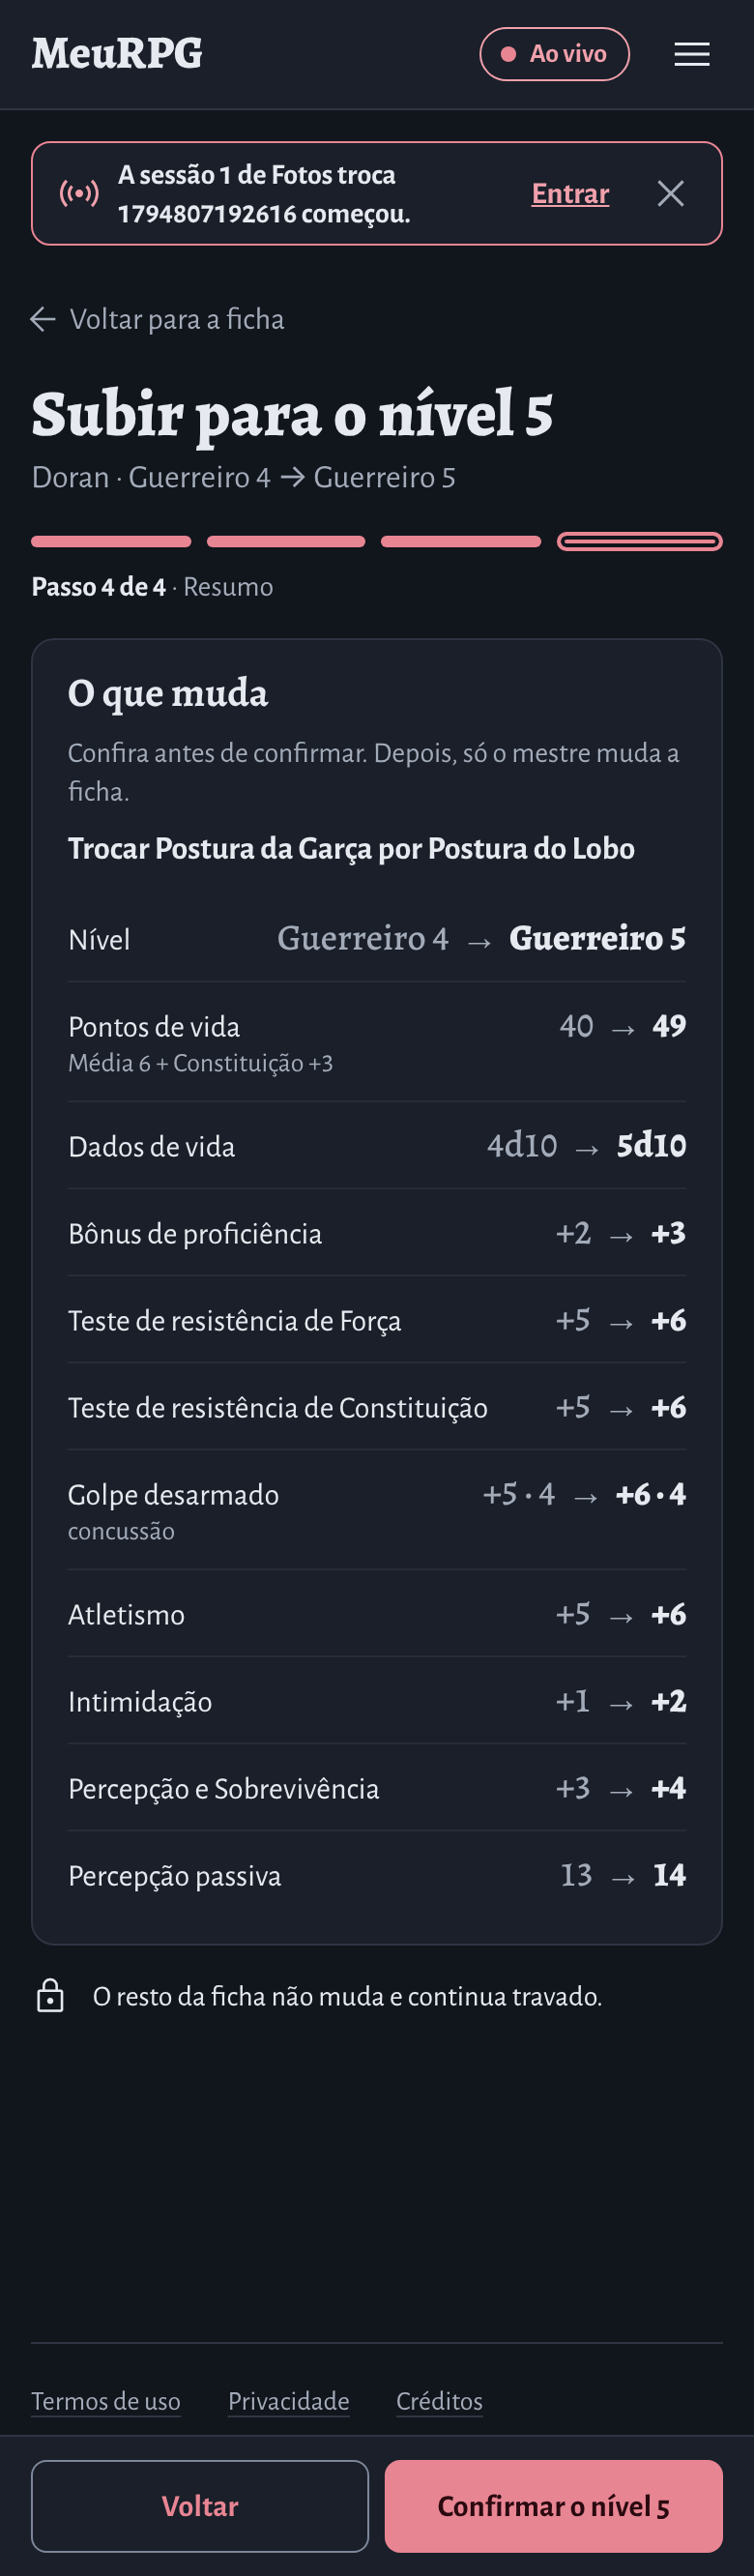 MeuRPG
Ao vivo
A sessão 1 de Fotos troca
1794807192616 começou.
Entrar
Voltar para a ficha
Subir para o nível 5
Doran · Guerreiro 4 → Guerreiro 5
Passo 4 de 4 · Resumo
O que muda
Confira antes de confirmar. Depois, só o mestre muda a
ficha.
Trocar Postura da Garça por Postura do Lobo
Nível Guerreiro 4 → Guerreiro 5
Pontos de vida 40 → 49
Média 6 + Constituição +3
Dados de vida 4d10 → 5d10
Bônus de proficiência +2 → +3
Teste de resistência de Força +5 → +6
Teste de resistência de Constituição +5 → +6
Golpe desarmado +5 · 4 → +6 · 4
concussão
Atletismo +5 → +6
Intimidação +1 → +2
Percepção e Sobrevivência +3 → +4
Percepção passiva 13 → 14
O resto da ficha não muda e continua travado.
Termos de uso Privacidade Créditos
Voltar Confirmar o nível 5